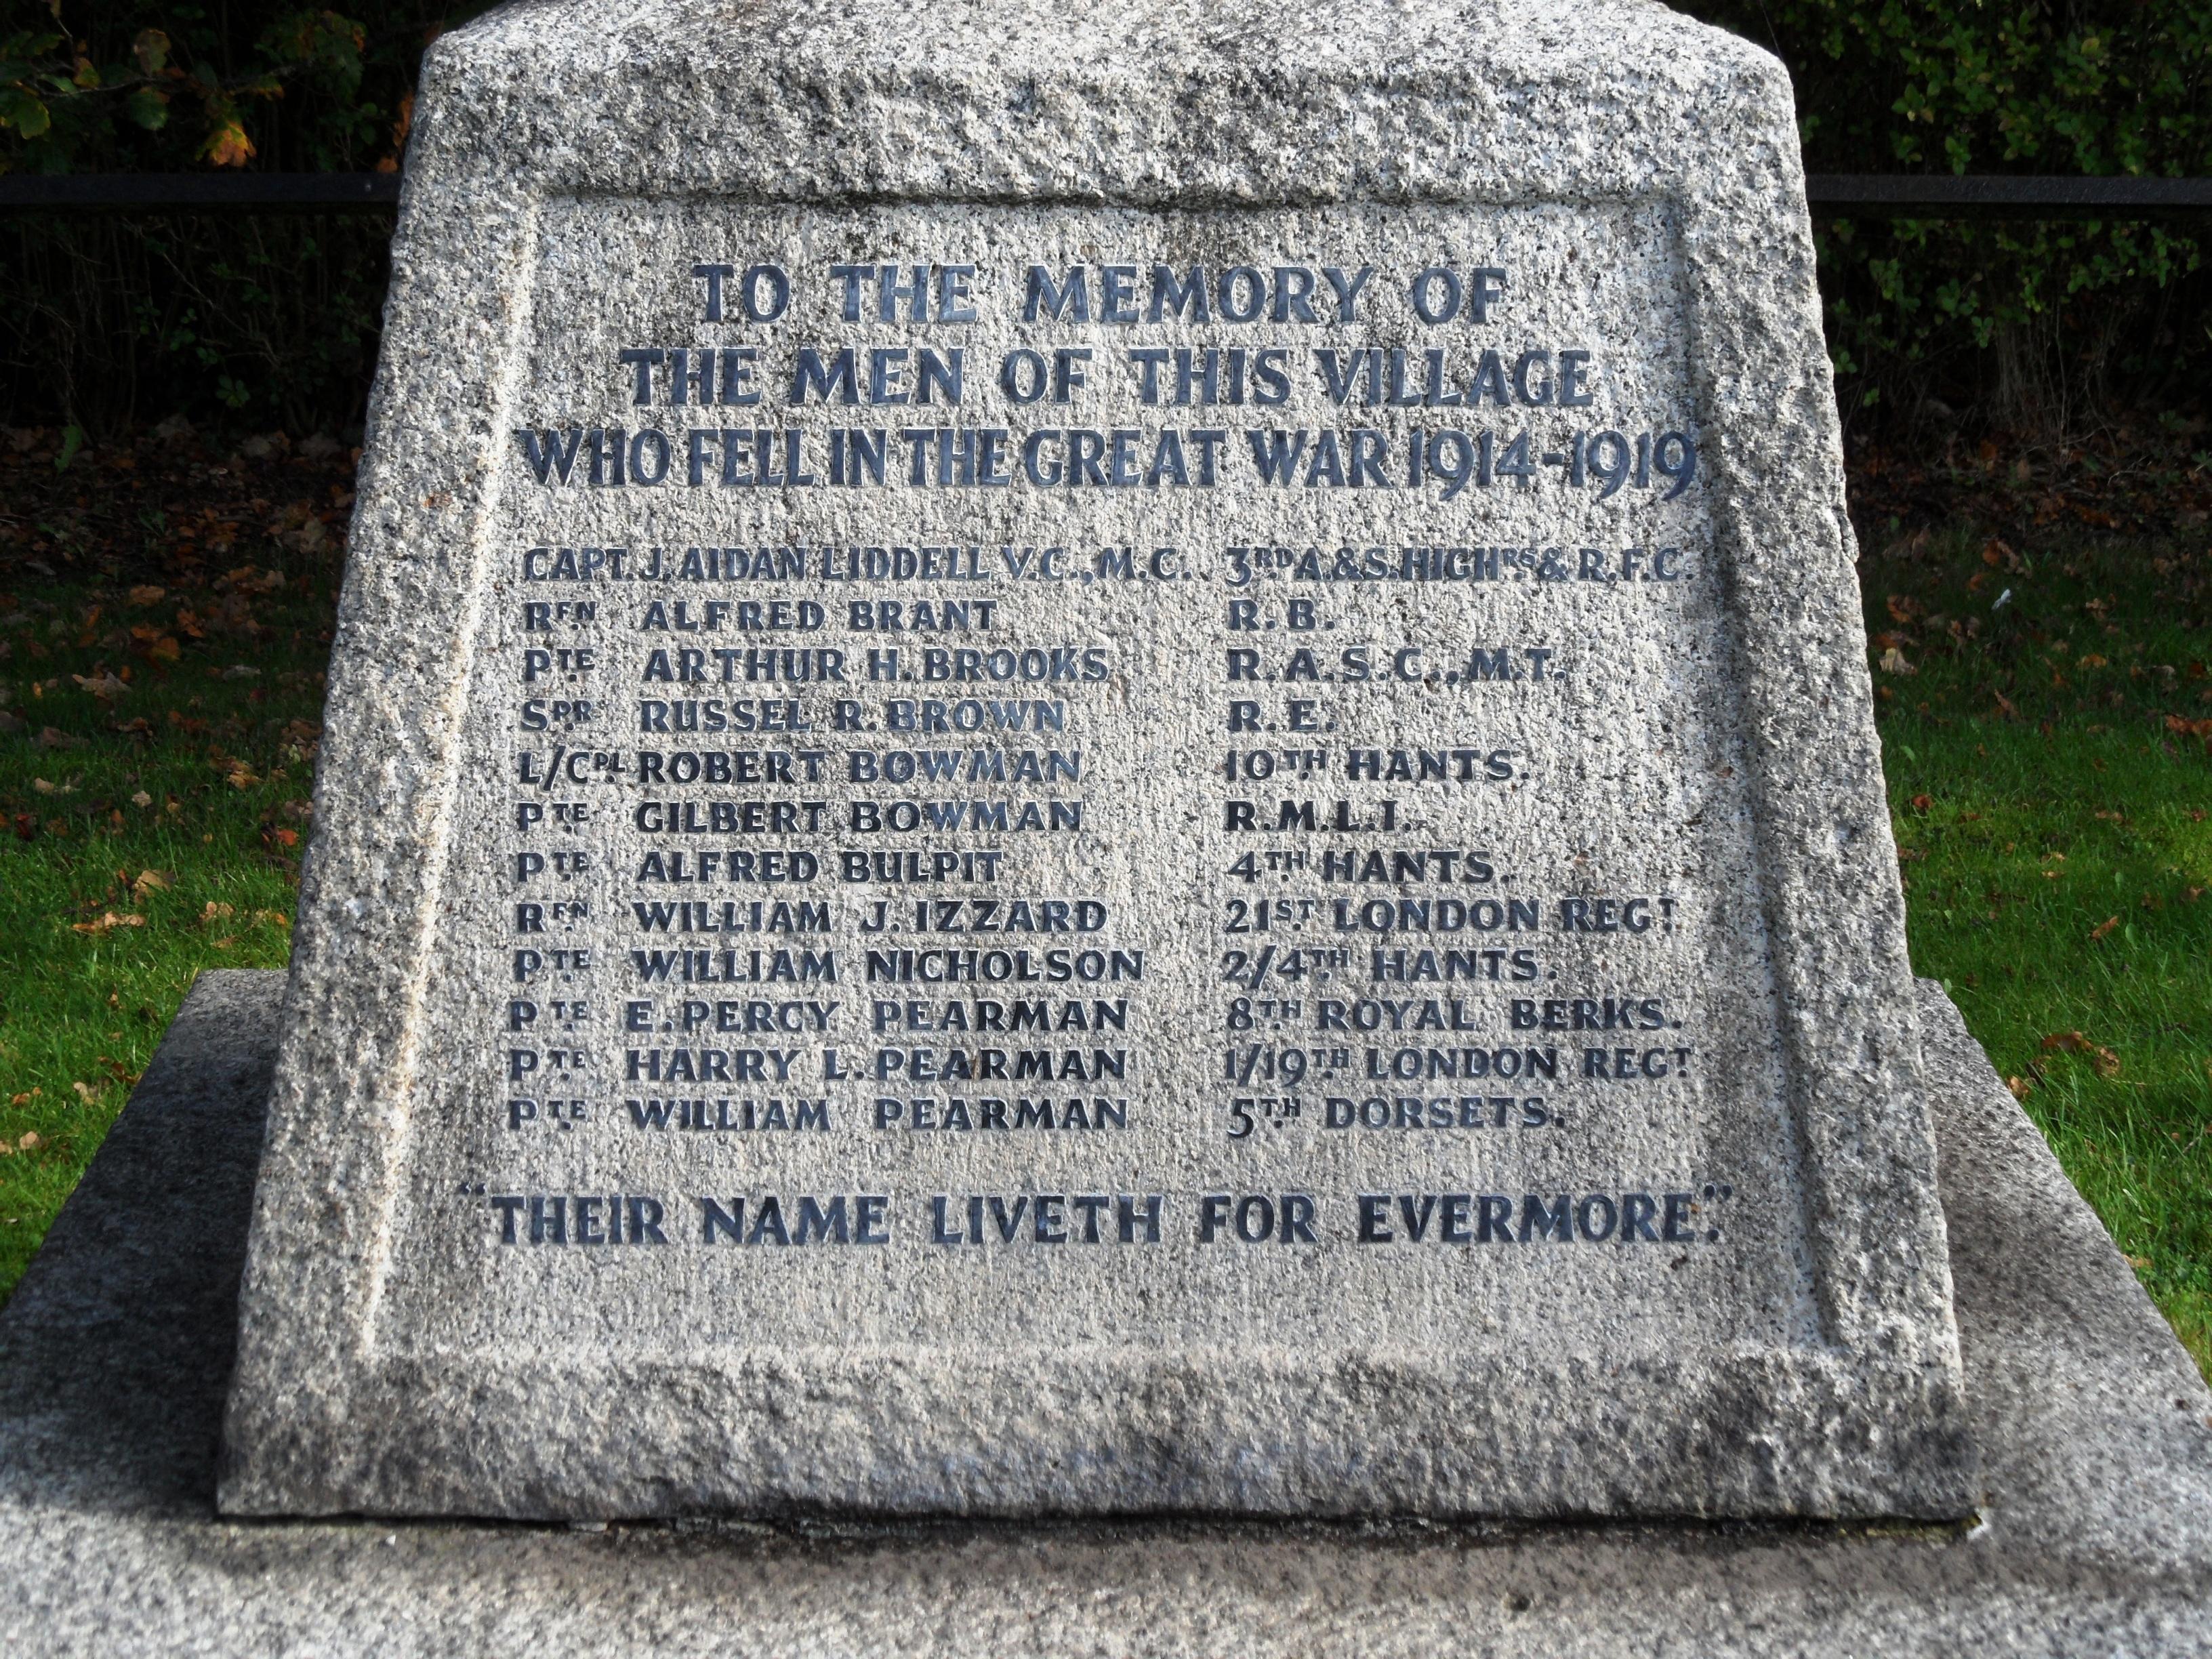 TO THE MEMORY OF
THE MEN OF THIS VILLAGE
WHO FELL IN THE GREAT WAR 1914-1919
CAPT. J. AIDAN LIDDELL V.C., M.C. 3RD A.&S. HIGHRS & R.F.C.
RFN ALFRED BRANT R.B.
PTE ARTHUR H. BROOKS R.A.S.C., M.T.
SPR RUSSEL R. BROWN R.E.
L/CPL ROBERT BOWMAN 10TH HANTS.
PTE GILBERT BOWMAN R.M.L.I.
PTE ALFRED BULPIT 4TH HANTS.
RFN WILLIAM J. IZZARD 21ST LONDON REGT
PTE WILLIAM NICHOLSON 2/4TH HANTS.
PTE E. PERCY PEARMAN 8TH ROYAL BERKS.
PTE HARRY L. PEARMAN 1/19TH LONDON REGT
PTE WILLIAM PEARMAN 5TH DORSETS.
"THEIR NAME LIVETH FOR EVERMORE."